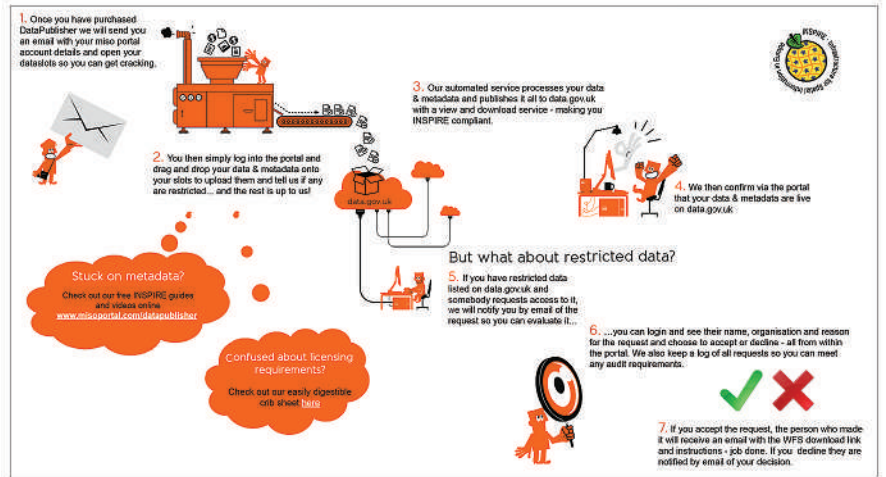 1. Once you have purchased
DataPublisher we will send you
an email with your miso portal
account details and open your
dataslots so you can get cracking.
2. You then simply log into the portal and
drag and drop your data & metadata onto
your slots to upload them and tell us if any
are restricted... and the rest is up to us!
3. Our automated service processes your data
& metadata and publishes it all to data.gov.uk
with a view and download service - making you
INSPIRE compliant.
INSPIRE - Infrastructure for Spatial Information in Europe
data.gov.uk
4. We then confirm via the portal
that your data & metadata are live
on data.gov.uk
Stuck on metadata?
Check out our free INSPIRE guides
and videos online
www.misoportal.com/datapublisher
But what about restricted data?
5. If you have restricted data
listed on data.gov.uk and
somebody requests access to it,
we will notify you by email of the
request so you can evaluate it...
Confused about licensing
requirements?
Check out our easily digestible
crib sheet here
6. ...you can login and see their name, organisation and reason
for the request and choose to accept or decline - all from within
the portal. We also keep a log of all requests so you can meet
any audit requirements.
7. If you accept the request, the person who made
it will receive an email with the WFS download link
and instructions - job done. If you decline they are
notified by email of your decision.